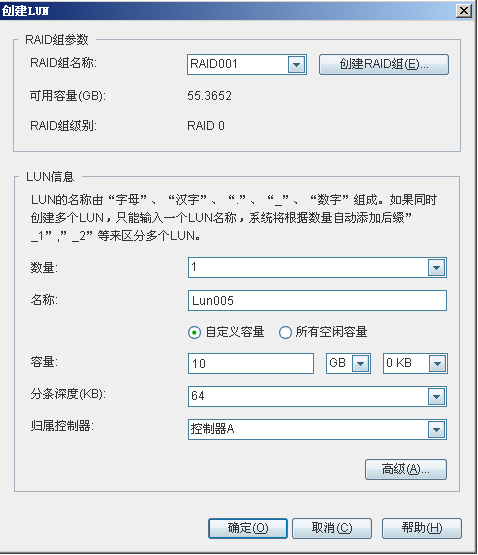 创建LUN
RAID组参数
RAID组名称: RAID001 创建RAID组(E)...
可用容量(GB): 55.3652
RAID组级别: RAID 0
LUN信息
LUN的名称由“字母”、“汉字”、“.”、“_”、“数字”组成。如果同时
创建多个LUN，只能输入一个LUN名称，系统将根据数量自动添加后缀”
_1”,”_2”等来区分多个LUN。
数量: 1
名称: Lun005
自定义容量 所有空闲容量
容量: 10 GB 0 KB
分条深度(KB): 64
归属控制器: 控制器A
高级(A)...
确定(O) 取消(C) 帮助(H)